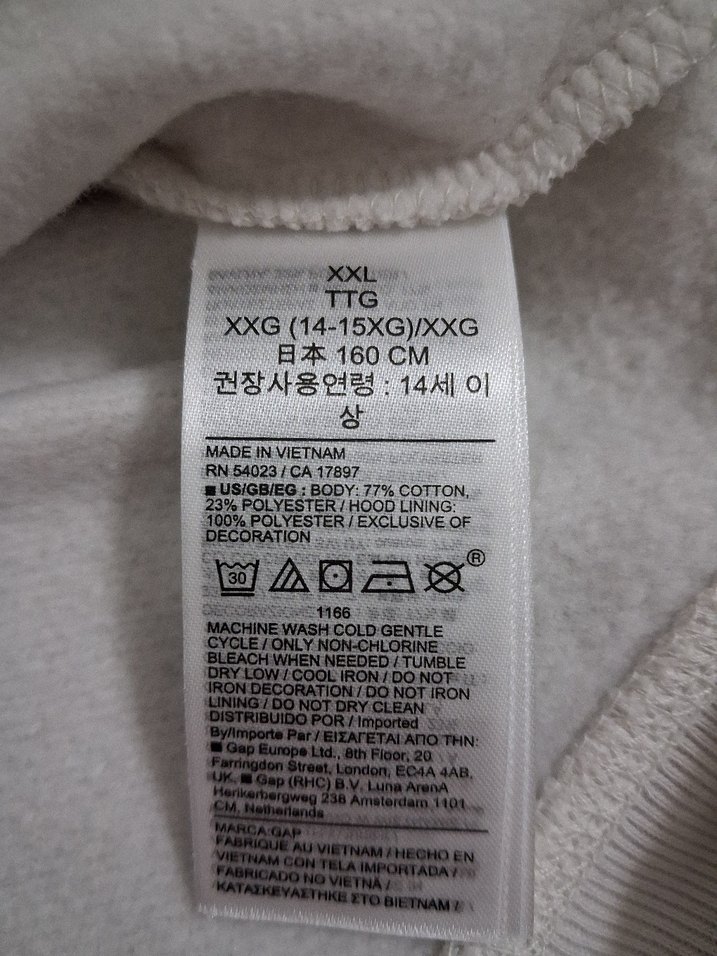 XXL
TTG
XXG (14-15XG)/XXG
日本 160 CM
권장사용연령 : 14세 이
상
MADE IN VIETNAM
RN 54023 / CA 17897
■ US/GB/EG : BODY: 77% COTTON,
23% POLYESTER / HOOD LINING:
100% POLYESTER / EXCLUSIVE OF
DECORATION
30
®
1166
MACHINE WASH COLD GENTLE
CYCLE / ONLY NON-CHLORINE
BLEACH WHEN NEEDED / TUMBLE
DRY LOW / COOL IRON / DO NOT
IRON DECORATION / DO NOT IRON
LINING / DO NOT DRY CLEAN
DISTRIBUIDO POR / Imported
By/Importe Par / ΕΙΣΑΓΕΤΑΙ ΑΠΟ ΤΗΝ:
■ Gap Europe Ltd., 8th Floor, 20
Farringdon Street, London, EC4A 4AB,
UK, ■ Gap (RHC) B.V. Luna ArenA
Herikerbergweg 238 Amsterdam 1101
CM, Netherlands
MARCA:GAP
FABRIQUÉ AU VIETNAM / HECHO EN
VIETNAM CON TELA IMPORTADA /
FABRICADO NO VIETNÃ /
ΚΑΤΑΣΚΕΥΑΣΤΗΚΕ ΣΤΟ ΒΙΕΤΝΑΜ /